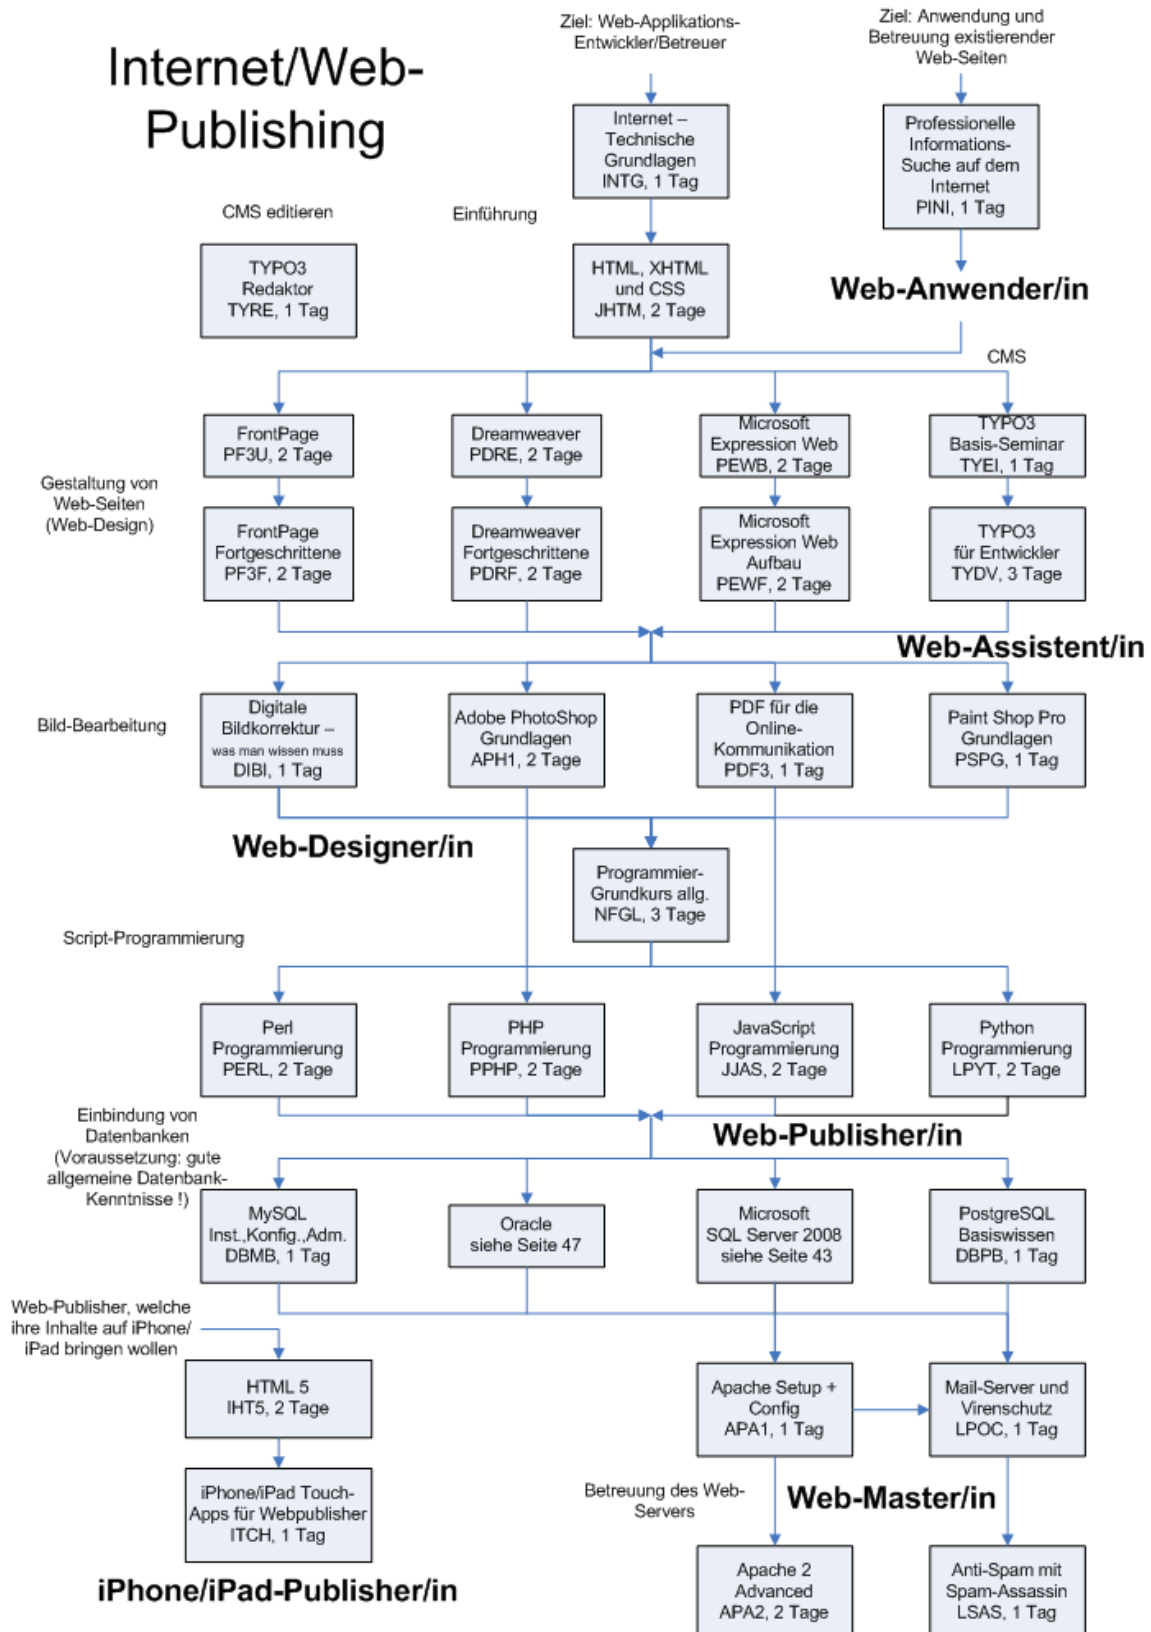 Internet/Web-
Publishing
Ziel: Web-Applikations-
Entwickler/Betreuer
Ziel: Anwendung und
Betreuung existierender
Web-Seiten
Internet –
Technische
Grundlagen
INTG, 1 Tag
Professionelle
Informations-
Suche auf dem
Internet
PINI, 1 Tag
CMS editieren
Einführung
TYPO3
Redaktor
TYRE, 1 Tag
HTML, XHTML
und CSS
JHTM, 2 Tage
Web-Anwender/in
CMS
FrontPage
PF3U, 2 Tage
Dreamweaver
PDRE, 2 Tage
Microsoft
Expression Web
PEWB, 2 Tage
TYPO3
Basis-Seminar
TYEI, 1 Tag
Gestaltung von
Web-Seiten
(Web-Design)
FrontPage
Fortgeschrittene
PF3F, 2 Tage
Dreamweaver
Fortgeschrittene
PDRF, 2 Tage
Microsoft
Expression Web
Aufbau
PEWF, 2 Tage
TYPO3
für Entwickler
TYDV, 3 Tage
Web-Assistent/in
Bild-Bearbeitung
Digitale
Bildkorrektur –
was man wissen muss
DIBI, 1 Tag
Adobe PhotoShop
Grundlagen
APH1, 2 Tage
PDF für die
Online-
Kommunikation
PDF3, 1 Tag
Paint Shop Pro
Grundlagen
PSPG, 1 Tag
Web-Designer/in
Programmier-
Grundkurs allg.
NFGL, 3 Tage
Script-Programmierung
Perl
Programmierung
PERL, 2 Tage
PHP
Programmierung
PPHP, 2 Tage
JavaScript
Programmierung
JJAS, 2 Tage
Python
Programmierung
LPYT, 2 Tage
Einbindung von
Datenbanken
(Voraussetzung: gute
allgemeine Datenbank-
Kenntnisse !)
Web-Publisher/in
MySQL
Inst.,Konfig.,Adm.
DBMB, 1 Tag
Oracle
siehe Seite 47
Microsoft
SQL Server 2008
siehe Seite 43
PostgreSQL
Basiswissen
DBPB, 1 Tag
Web-Publisher, welche
ihre Inhalte auf iPhone/
iPad bringen wollen
HTML 5
IHT5, 2 Tage
Apache Setup +
Config
APA1, 1 Tag
Mail-Server und
Virenschutz
LPOC, 1 Tag
iPhone/iPad Touch-
Apps für Webpublisher
ITCH, 1 Tag
Betreuung des Web-
Servers
Web-Master/in
iPhone/iPad-Publisher/in
Apache 2
Advanced
APA2, 2 Tage
Anti-Spam mit
Spam-Assassin
LSAS, 1 Tag